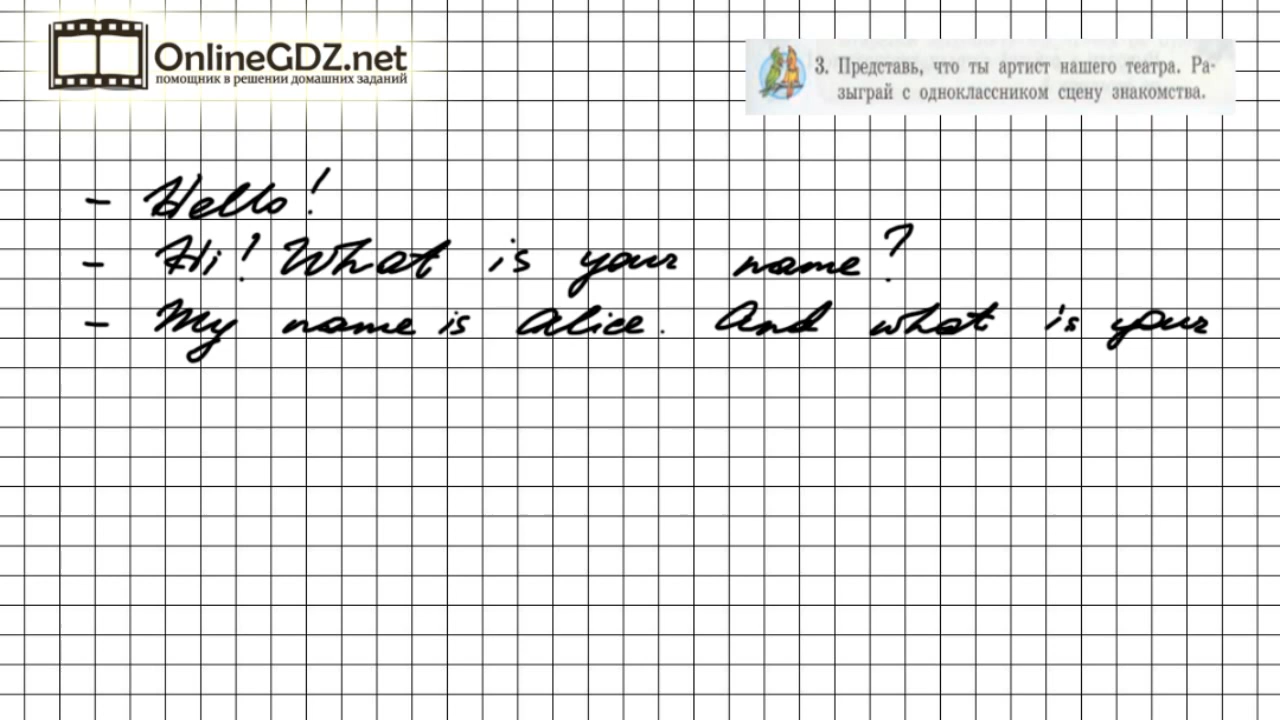 OnlineGDZ.net
помощник в решении домашних заданий
3. Представь, что ты артист нашего театра. Ра-
зыграй с одноклассником сцену знакомства.
- Hello!
- Hi! What is your name?
- My name is Alice. And what is your